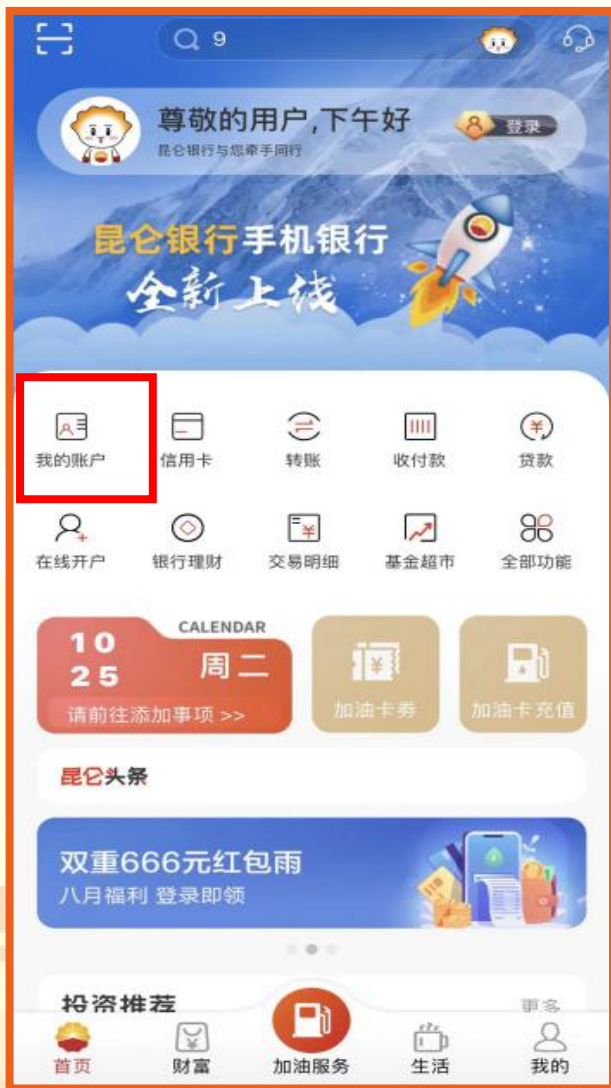 9
尊敬的用户,下午好
登录
昆仑银行与您牵手同行
昆仑银行手机银行
全新上线
我的账户
信用卡
转账
收付款
贷款
在线开户
银行理财
交易明细
基金超市
全部功能
CALENDAR
10
25
周二
请前往添加事项 >>
加油卡券
加油卡充值
昆仑头条
双重666元红包雨
八月福利 登录即领
投资推荐
更多
首页
财富
加油服务
生活
我的